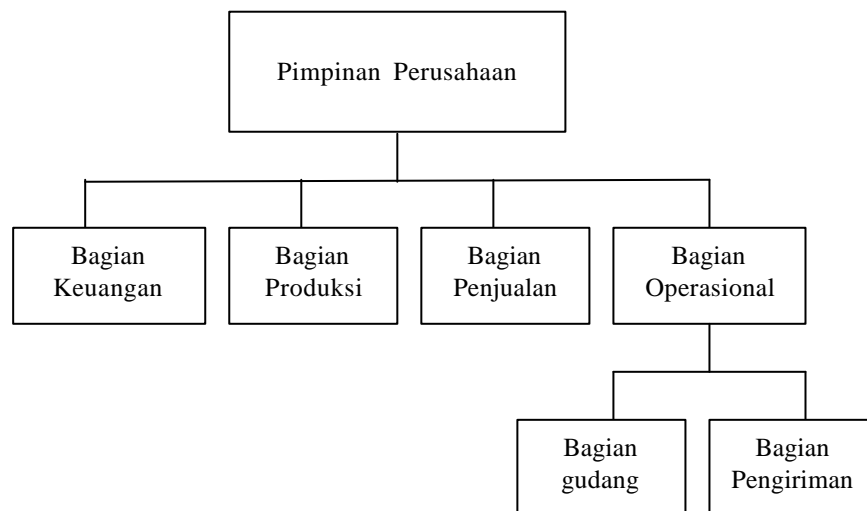 Pimpinan Perusahaan
Bagian
Keuangan
Bagian
Produksi
Bagian
Penjualan
Bagian
Operasional
Bagian
gudang
Bagian
Pengiriman